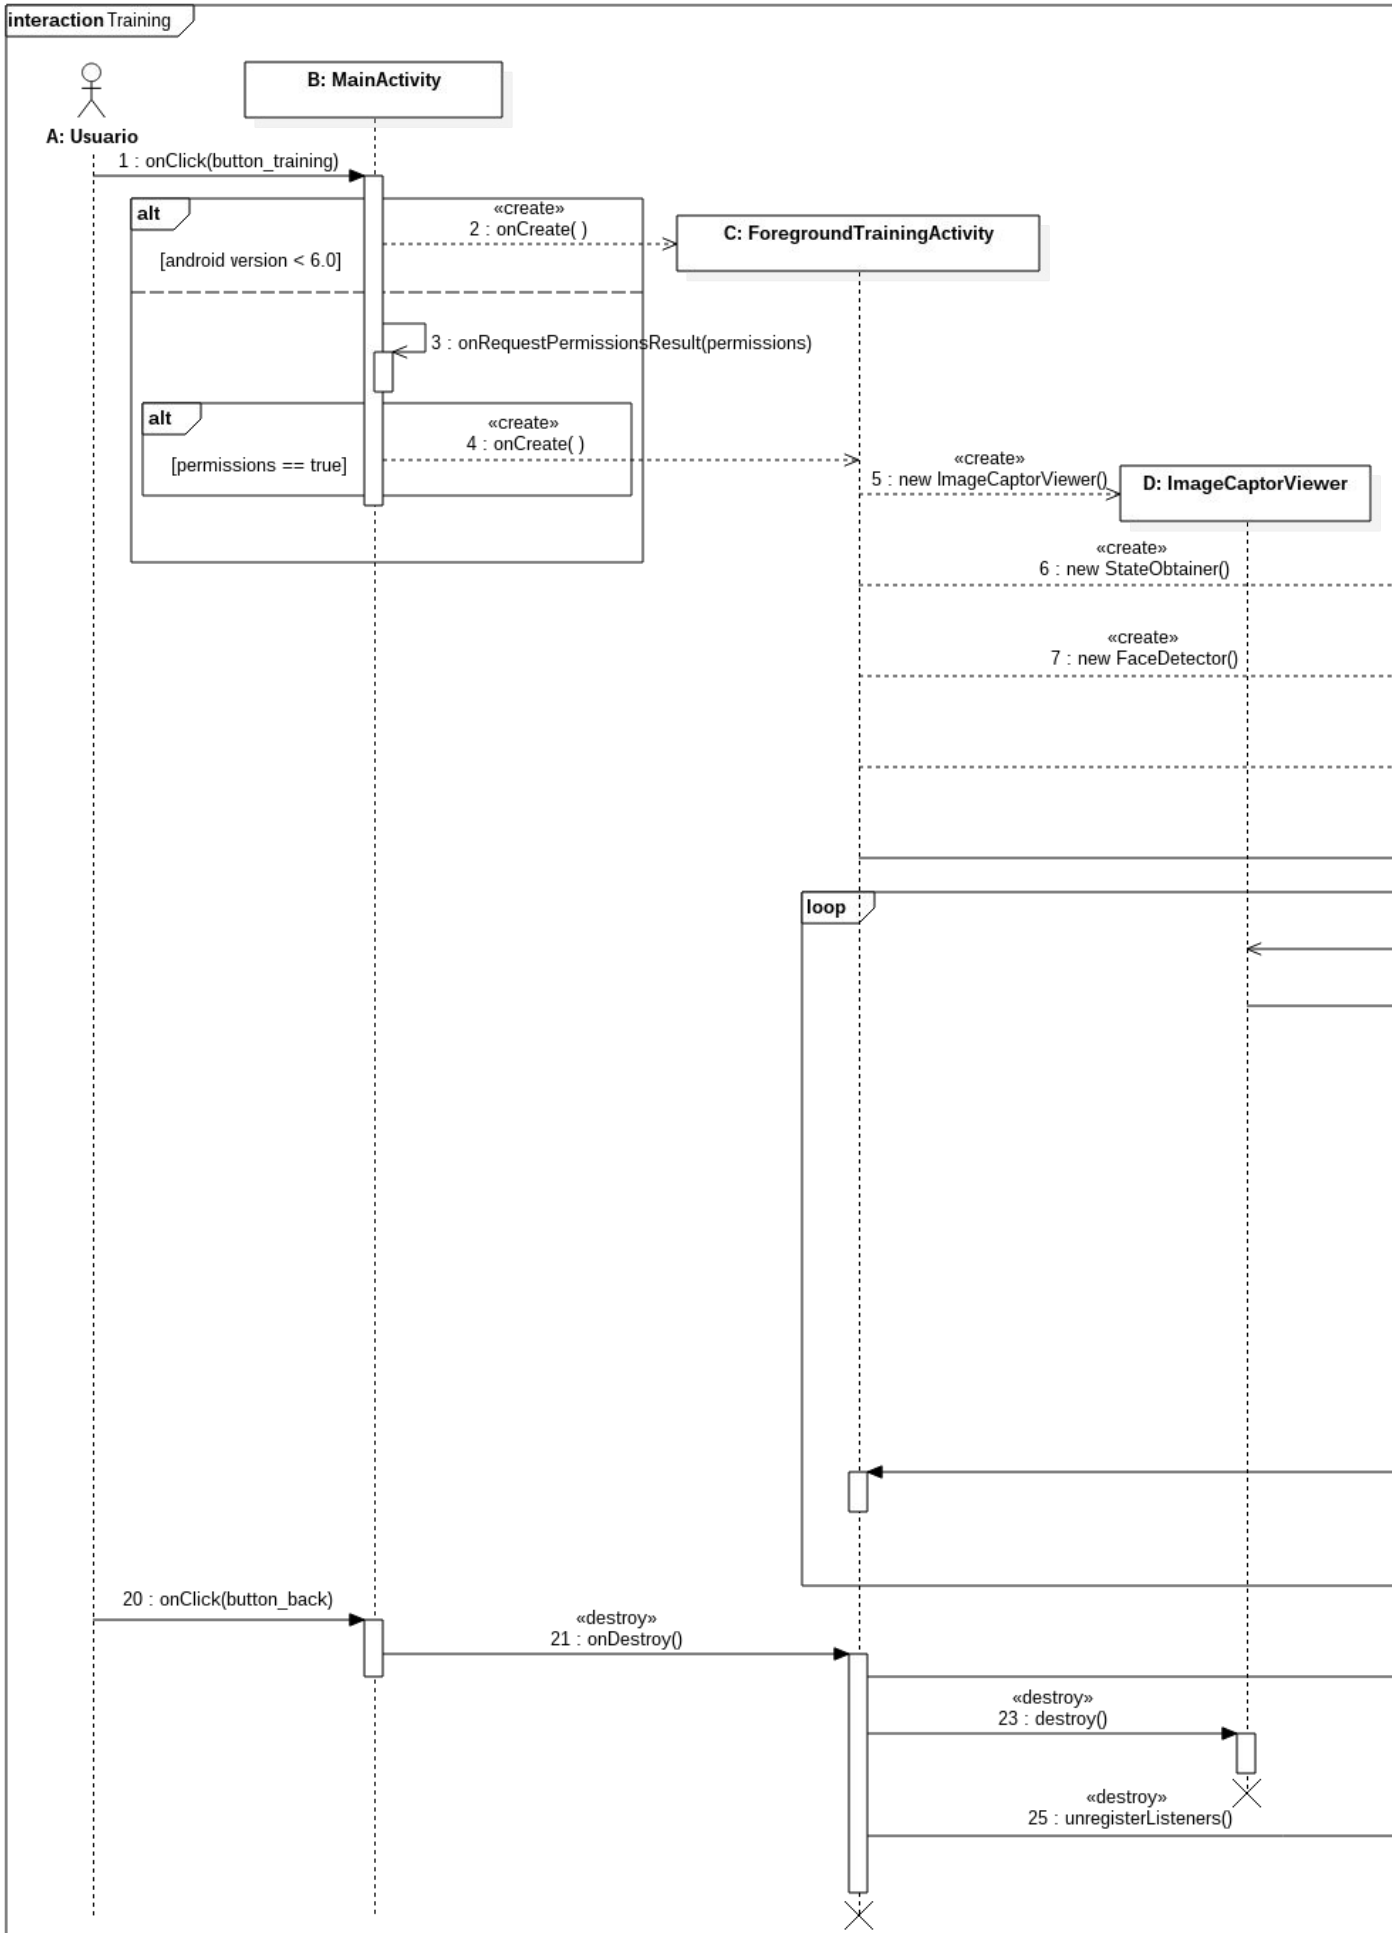 interaction Training
B: MainActivity
A: Usuario
1 : onClick(button_training)
alt
«create»
2 : onCreate( )
C: ForegroundTrainingActivity
[android version < 6.0]
3 : onRequestPermissionsResult(permissions)
alt
«create»
4 : onCreate( )
[permissions == true]
«create»
5 : new ImageCaptorViewer()
D: ImageCaptorViewer
«create»
6 : new StateObtainer()
«create»
7 : new FaceDetector()
loop
20 : onClick(button_back)
«destroy»
21 : onDestroy()
«destroy»
23 : destroy()
«destroy»
25 : unregisterListeners()